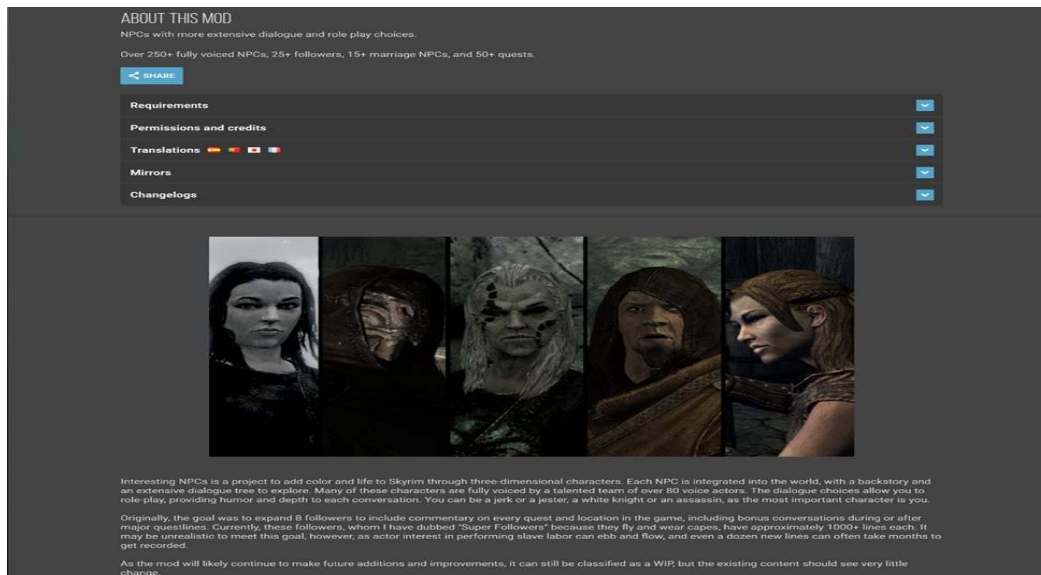 ABOUT THIS MOD
NPCs with more extensive dialogue and role play choices.
Over 250+ fully voiced NPCs, 25+ followers, 15+ marriage NPCs, and 50+ quests.
SHARE
Requirements
Permissions and credits
Translations
Mirrors
Changelogs
Interesting NPCs is a project to add color and life to Skyrim through three-dimensional characters. Each NPC is integrated into the world, with a backstory and
an extensive dialogue tree to explore. Many of these characters are fully voiced by a talented team of over 80 voice actors. The dialogue choices allow you to
role-play, providing humor and depth to each conversation. You can be a jerk or a jester, a white knight or an assassin, as the most important character is you.
Originally, the goal was to expand 8 followers to include commentary on every quest and location in the game, including bonus conversations during or after
major questlines. Currently, these followers, whom I have dubbed "Super Followers" because they fly and wear capes, have approximately 1000+ lines each. It
may be unrealistic to meet this goal, however, as actor interest in performing slave labor can ebb and flow, and even a dozen new lines can often take months to
get recorded.
As the mod will likely continue to make future additions and improvements, it can still be classified as a WIP, but the existing content should see very little
change.